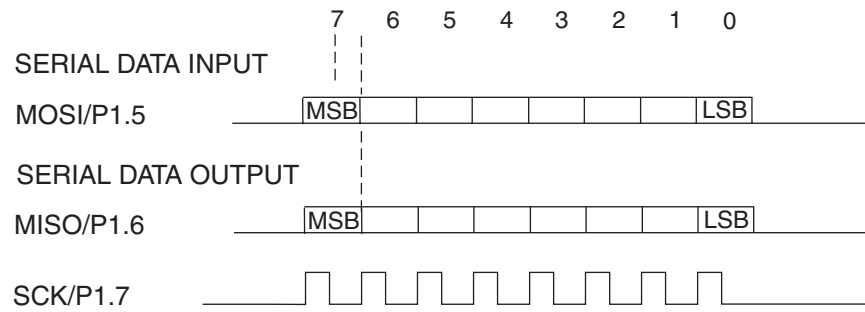 7 6 5 4 3 2 1 0
SERIAL DATA INPUT
MOSI/P1.5 MSB LSB
SERIAL DATA OUTPUT
MISO/P1.6 MSB LSB
SCK/P1.7